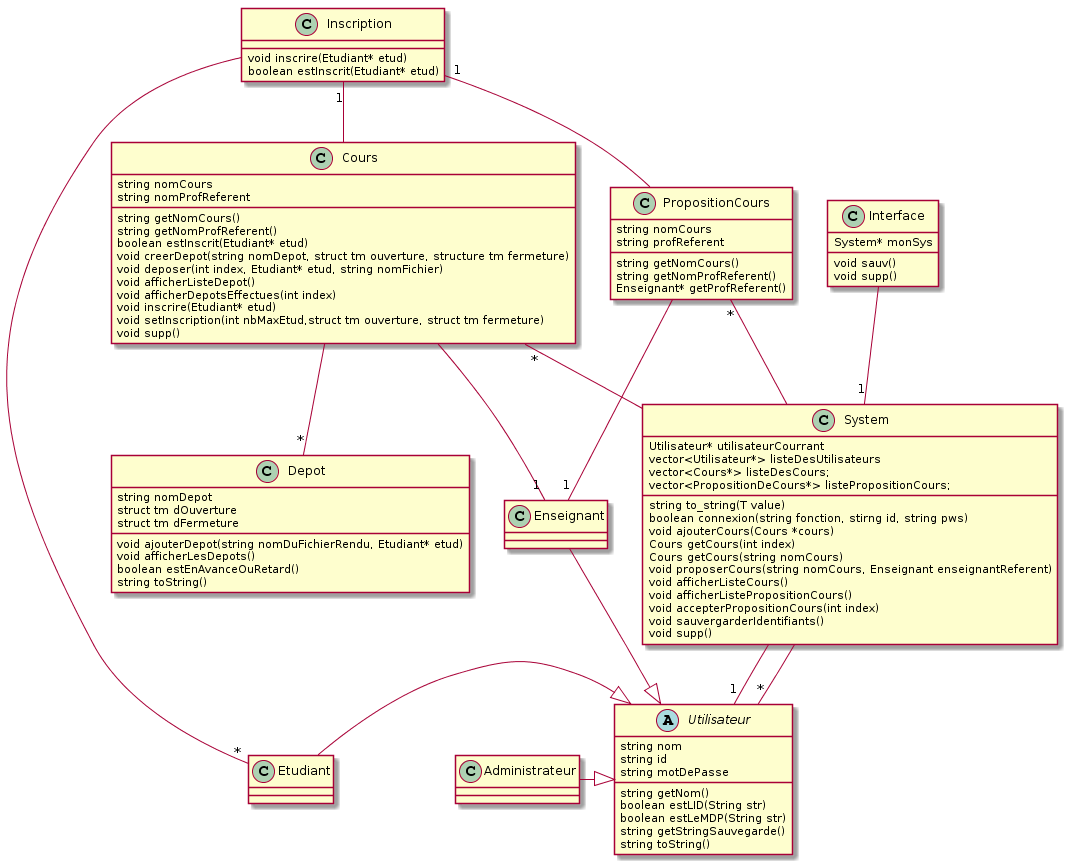 C Inscription
void inscrire(Etudiant* etud)
boolean estInscrit(Etudiant* etud)
1
1
C Cours
string nomCours
string nomProfReferent
string getNomCours()
string getNomProfReferent()
boolean estInscrit(Etudiant* etud)
void creerDepot(string nomDepot, struct tm ouverture, structure tm fermeture)
void deposer(int index, Etudiant* etud, string nomFichier)
void afficherListeDepot()
void afficherDepotsEffectues(int index)
void inscrire(Etudiant* etud)
void setInscription(int nbMaxEtud,struct tm ouverture, struct tm fermeture)
void supp()
C PropositionCours
string nomCours
string profReferent
string getNomCours()
string getNomProfReferent()
Enseignant* getProfReferent()
C Interface
System* monSys
void sauv()
void supp()
*
*
1
*
1
1
C System
Utilisateur* utilisateurCourrant
vector<Utilisateur*> listeDesUtilisateurs
vector<Cours*> listeDesCours;
vector<PropositionDeCours*> listePropositionCours;
string to_string(T value)
boolean connexion(string fonction, stirng id, string pws)
void ajouterCours(Cours *cours)
Cours getCours(int index)
Cours getCours(string nomCours)
void proposerCours(string nomCours, Enseignant enseignantReferent)
void afficherListeCours()
void afficherListePropositionCours()
void accepterPropositionCours(int index)
void sauvergarderIdentifiants()
void supp()
C Depot
string nomDepot
struct tm dOuverture
struct tm dFermeture
void ajouterDepot(string nomDuFichierRendu, Etudiant* etud)
void afficherLesDepots()
boolean estEnAvanceOuRetard()
string toString()
C Enseignant
1
*
*
C Etudiant
C Administrateur
A Utilisateur
string nom
string id
string motDePasse
string getNom()
boolean estLID(String str)
boolean estLeMDP(String str)
string getStringSauvegarde()
string toString()